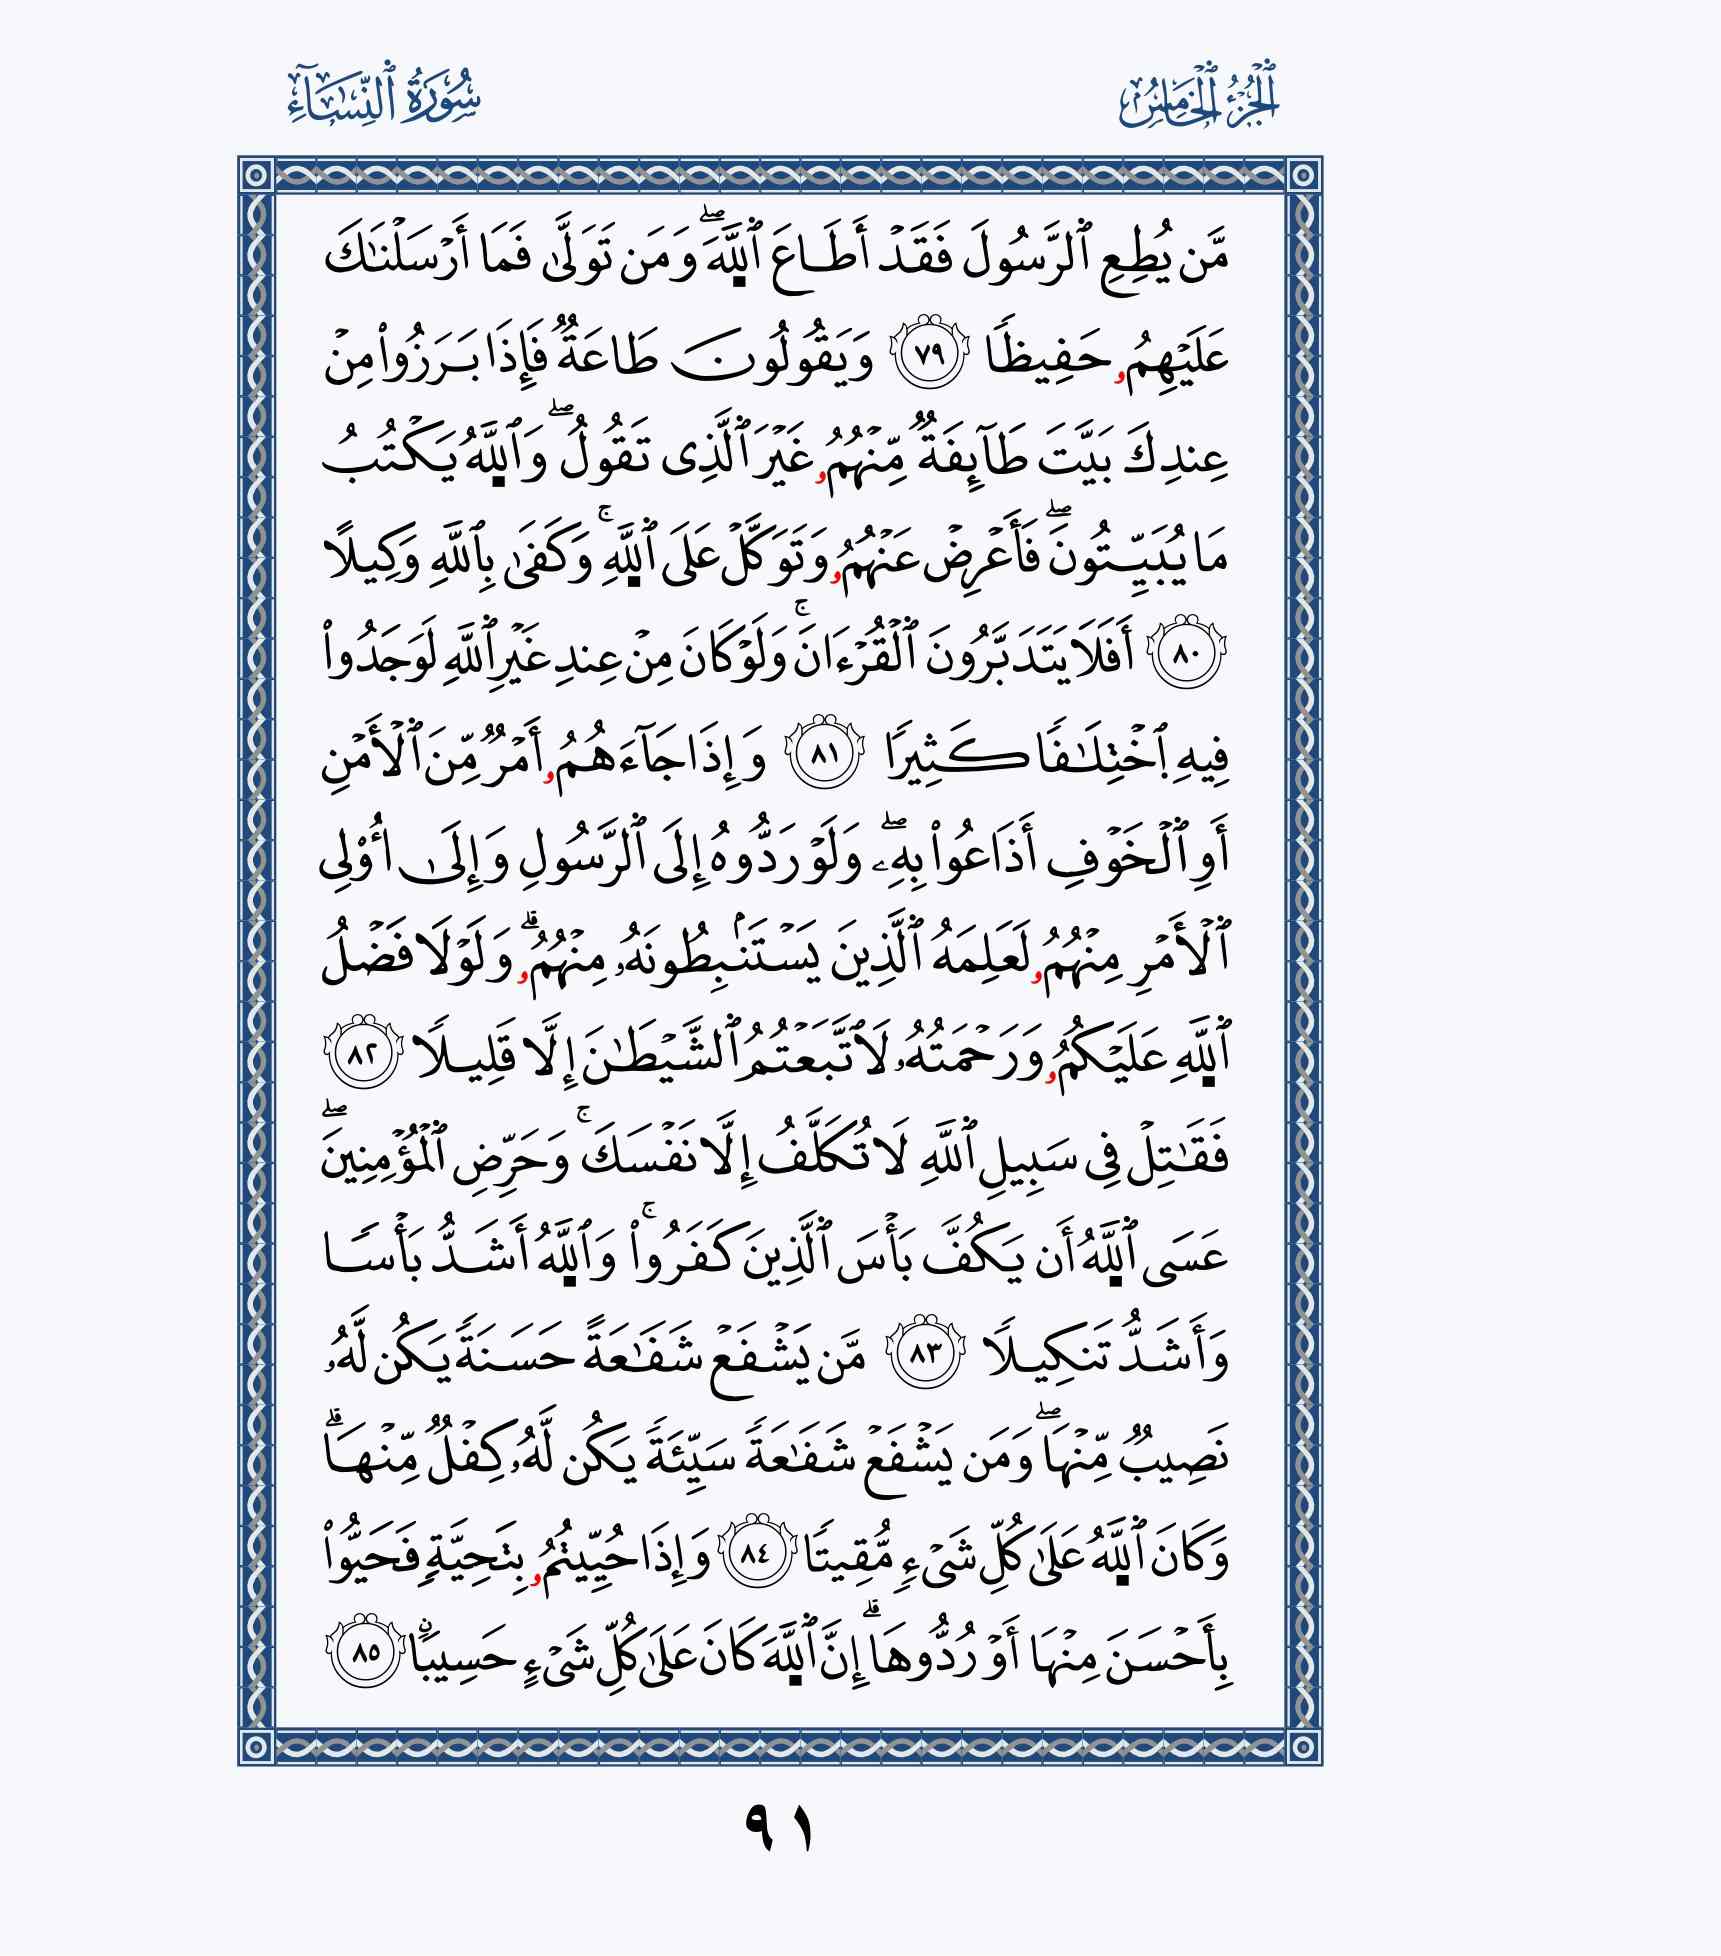 ٱلْجُزْءُ ٱلْخَامِسُ
سُورَةُ ٱلنِّسَآءِ
مَّن يُطِعِ ٱلرَّسُولَ فَقَدْ أَطَاعَ ٱللَّهَۖ وَمَن تَوَلَّىٰ فَمَا أَرْسَلْنَٰكَ
عَلَيْهِمُۥ حَفِيظًا ٧٩ وَيَقُولُونَ طَاعَةٌ فَإِذَا بَرَزُوا۟ مِنْ
عِندِكَ بَيَّتَ طَآئِفَةٌ مِّنْهُمُۥ غَيْرَ ٱلَّذِى تَقُولُۖ وَٱللَّهُ يَكْتُبُ
مَا يُبَيِّتُونَۖ فَأَعْرِضْ عَنْهُمُۥ وَتَوَكَّلْ عَلَى ٱللَّهِۚ وَكَفَىٰ بِٱللَّهِ وَكِيلًا
٨٠ أَفَلَا يَتَدَبَّرُونَ ٱلْقُرْءَانَۚ وَلَوْ كَانَ مِنْ عِندِ غَيْرِ ٱللَّهِ لَوَجَدُوا۟
فِيهِ ٱخْتِلَٰفًا كَثِيرًا ٨١ وَإِذَا جَآءَهُمُۥ أَمْرٌ مِّنَ ٱلْأَمْنِ
أَوِ ٱلْخَوْفِ أَذَاعُوا۟ بِهِۦۖ وَلَوْ رَدُّوهُ إِلَى ٱلرَّسُولِ وَإِلَىٰ أُو۟لِى
ٱلْأَمْرِ مِنْهُمُۥ لَعَلِمَهُ ٱلَّذِينَ يَسْتَنۢبِطُونَهُۥ مِنْهُمُۥۗ وَلَوْلَا فَضْلُ
ٱللَّهِ عَلَيْكُمُۥ وَرَحْمَتُهُۥ لَٱتَّبَعْتُمُ ٱلشَّيْطَٰنَ إِلَّا قَلِيلًا ٨٢
فَقَٰتِلْ فِى سَبِيلِ ٱللَّهِ لَا تُكَلَّفُ إِلَّا نَفْسَكَۚ وَحَرِّضِ ٱلْمُؤْمِنِينَۖ
عَسَى ٱللَّهُ أَن يَكُفَّ بَأْسَ ٱلَّذِينَ كَفَرُوا۟ۚ وَٱللَّهُ أَشَدُّ بَأْسًا
وَأَشَدُّ تَنكِيلًا ٨٣ مَّن يَشْفَعْ شَفَٰعَةً حَسَنَةً يَكُن لَّهُۥ
نَصِيبٌ مِّنْهَاۖ وَمَن يَشْفَعْ شَفَٰعَةً سَيِّئَةً يَكُن لَّهُۥ كِفْلٌ مِّنْهَاۗ
وَكَانَ ٱللَّهُ عَلَىٰ كُلِّ شَىْءٍ مُّقِيتًا ٨٤ وَإِذَا حُيِّيتُمُۥ بِتَحِيَّةٍ فَحَيُّوا۟
بِأَحْسَنَ مِنْهَا أَوْ رُدُّوهَاۗ إِنَّ ٱللَّهَ كَانَ عَلَىٰ كُلِّ شَىْءٍ حَسِيبًا ٨٥
٩١